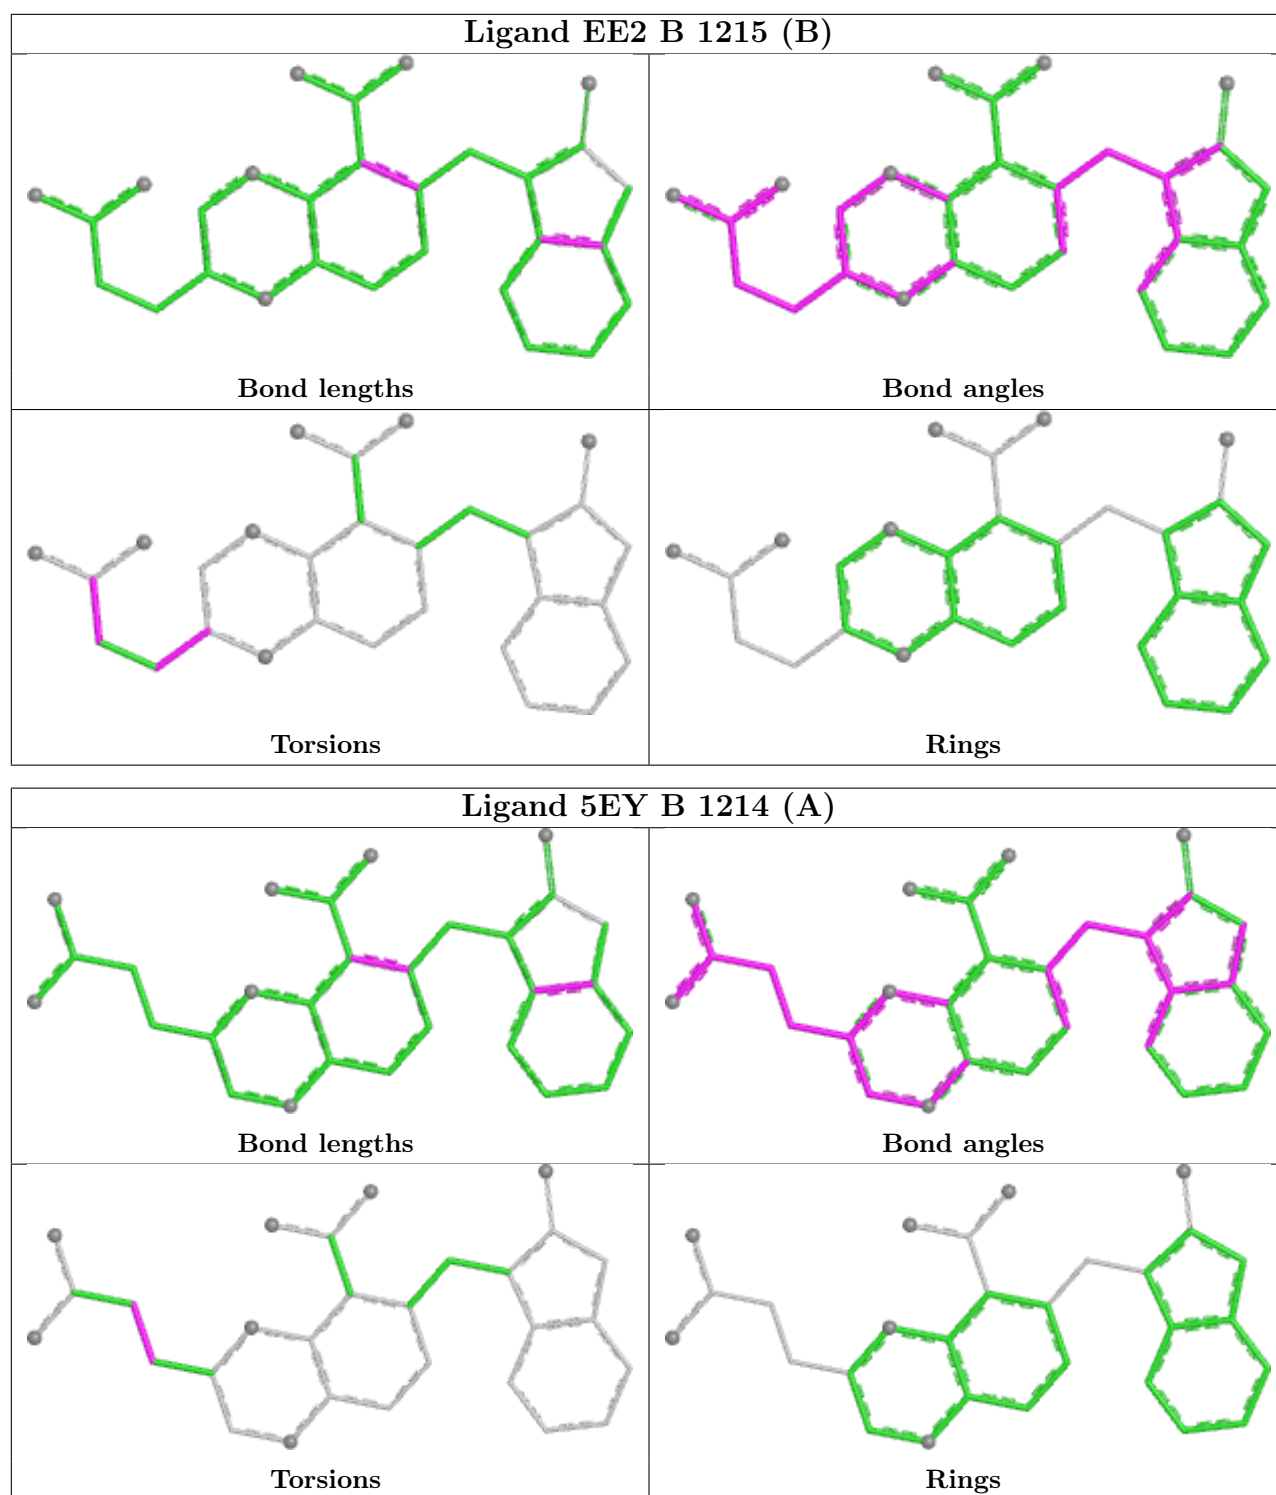 Ligand EE2 B 1215 (B)
Bond lengths
Bond angles
Torsions
Rings
Ligand 5EY B 1214 (A)
Bond lengths
Bond angles
Torsions
Rings